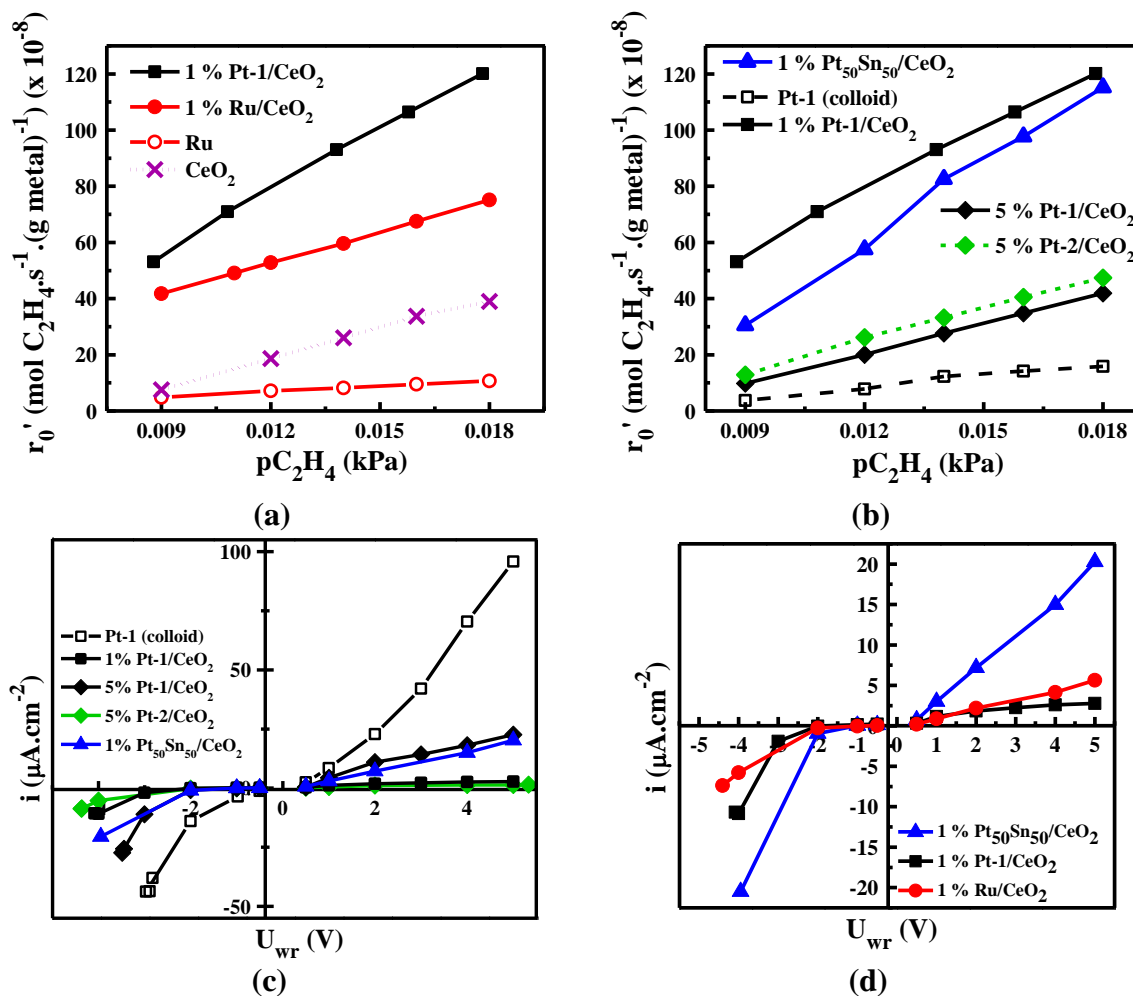 (a)
r₀' (mol C₂H₄.s⁻¹.(g metal)⁻¹) (x 10⁻⁸)
120
100
80
60
40
20
0
1 % Pt-1/CeO₂
1 % Ru/CeO₂
Ru
CeO₂
0.009 0.012 0.015 0.018
pC₂H₄ (kPa)
(a)
(b)
r₀' (mol C₂H₄.s⁻¹.(g metal)⁻¹) (x 10⁻⁸)
120
100
80
60
40
20
0
1 % Pt₅₀Sn₅₀/CeO₂
Pt-1 (colloid)
1 % Pt-1/CeO₂
5 % Pt-1/CeO₂
5 % Pt-2/CeO₂
0.009 0.012 0.015 0.018
pC₂H₄ (kPa)
(b)
i (µA.cm⁻²)
100
50
0
-50
Pt-1 (colloid)
1% Pt-1/CeO₂
5% Pt-1/CeO₂
5% Pt-2/CeO₂
1% Pt₅₀Sn₅₀/CeO₂
-2 0 2 4
U_wr (V)
(c)
i (µA.cm⁻²)
20
15
10
5
0
-5
-10
-15
-20
-5 -4 -3 -2 -1 0 1 2 3 4 5
1 % Pt₅₀Sn₅₀/CeO₂
1 % Pt-1/CeO₂
1 % Ru/CeO₂
U_wr (V)
(d)